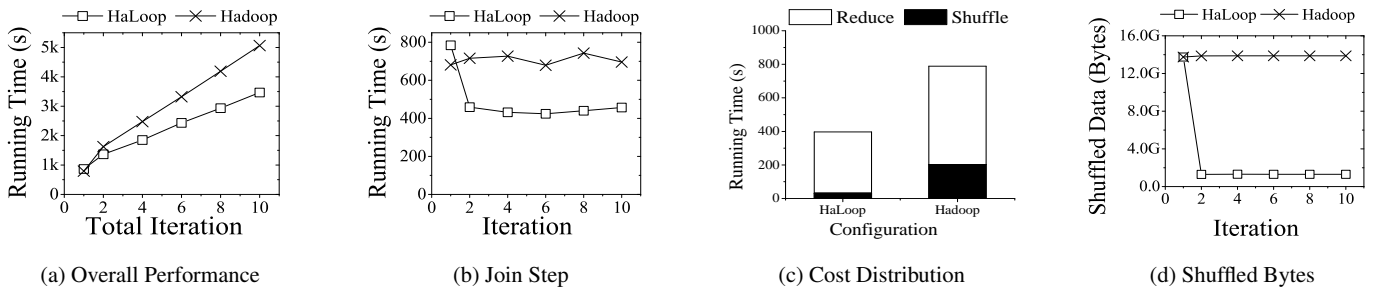 HaLoop Hadoop
Running Time (s)
5k
4k
3k
2k
1k
0
0 2 4 6 8 10
Total Iteration
(a) Overall Performance
HaLoop Hadoop
Running Time (s)
800
600
400
200
0
0 2 4 6 8 10
Iteration
(b) Join Step
Reduce Shuffle
Running Time (s)
1000
800
600
400
200
0
HaLoop Hadoop
Configuration
(c) Cost Distribution
HaLoop Hadoop
Shuffled Data (Bytes)
16.0G
12.0G
8.0G
4.0G
0.0
0 2 4 6 8 10
Iteration
(d) Shuffled Bytes